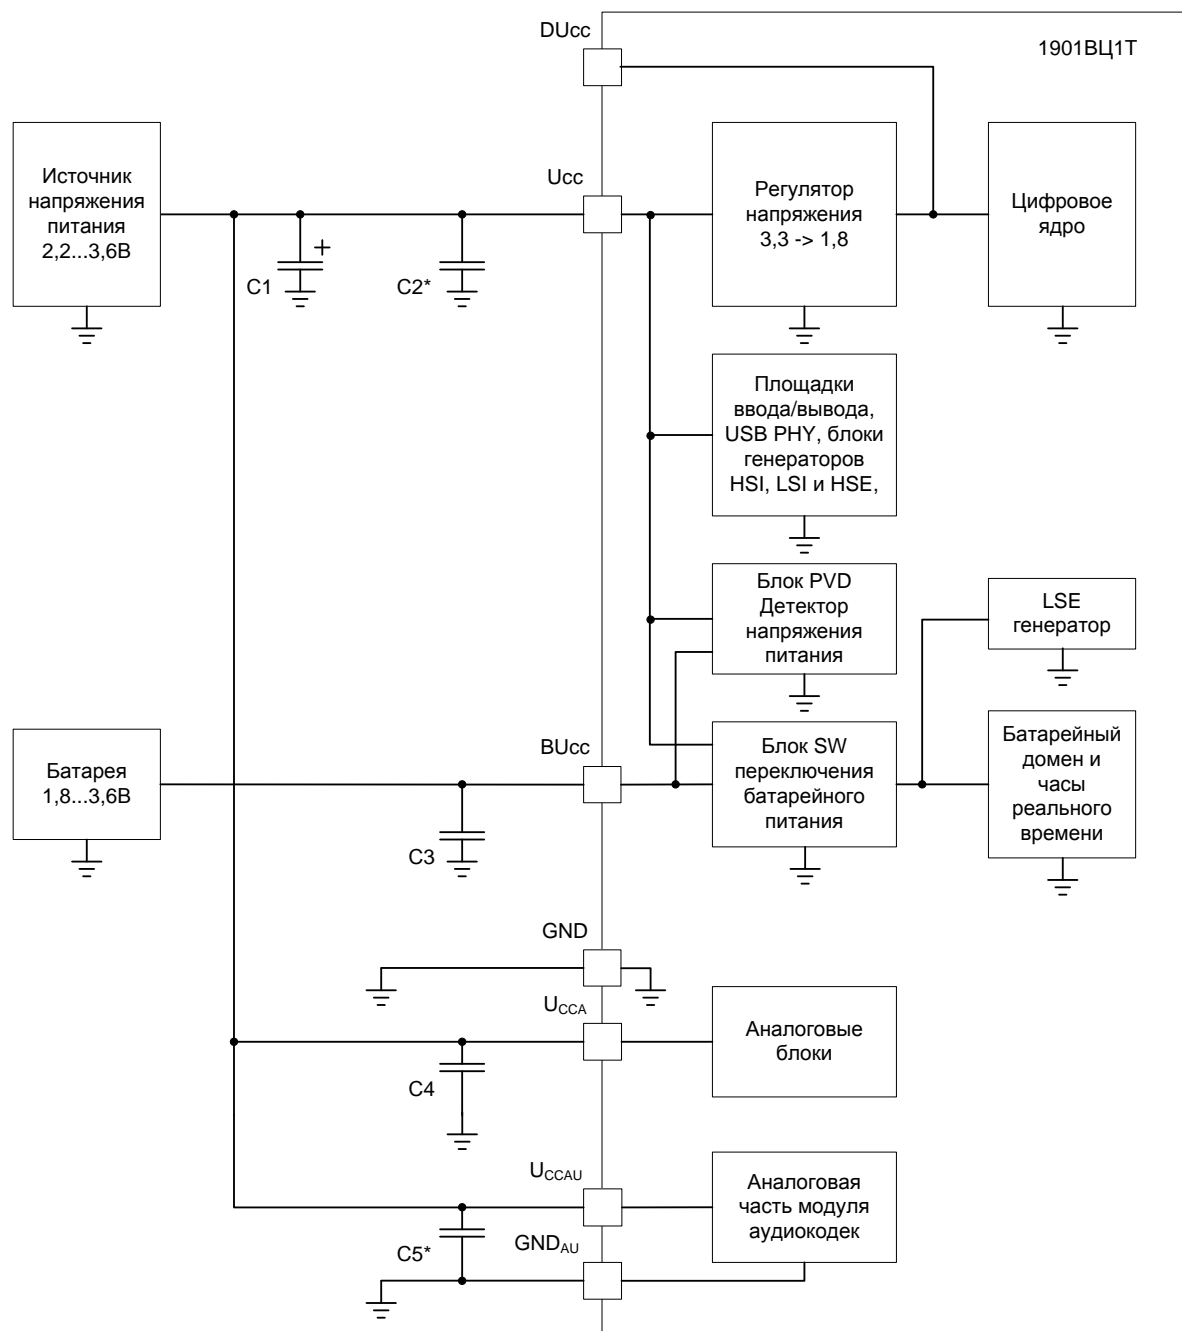 DUcc
1901ВЦ1Т
Источник
напряжения
питания
2,2...3,6В
Ucc
Регулятор
напряжения
3,3 -> 1,8
Цифровое
ядро
+
C1
C2*
Площадки
ввода/вывода,
USB PHY, блоки
генераторов
HSI, LSI и HSE,
Блок PVD
Детектор
напряжения
питания
LSE
генератор
Батарея
1,8...3,6В
BUcc
Блок SW
переключения
батарейного
питания
Батарейный
домен и
часы
реального
времени
C3
GND
UCCA
Аналоговые
блоки
C4
UCCAU
Аналоговая
часть модуля
аудиокодек
C5*
GNDAU